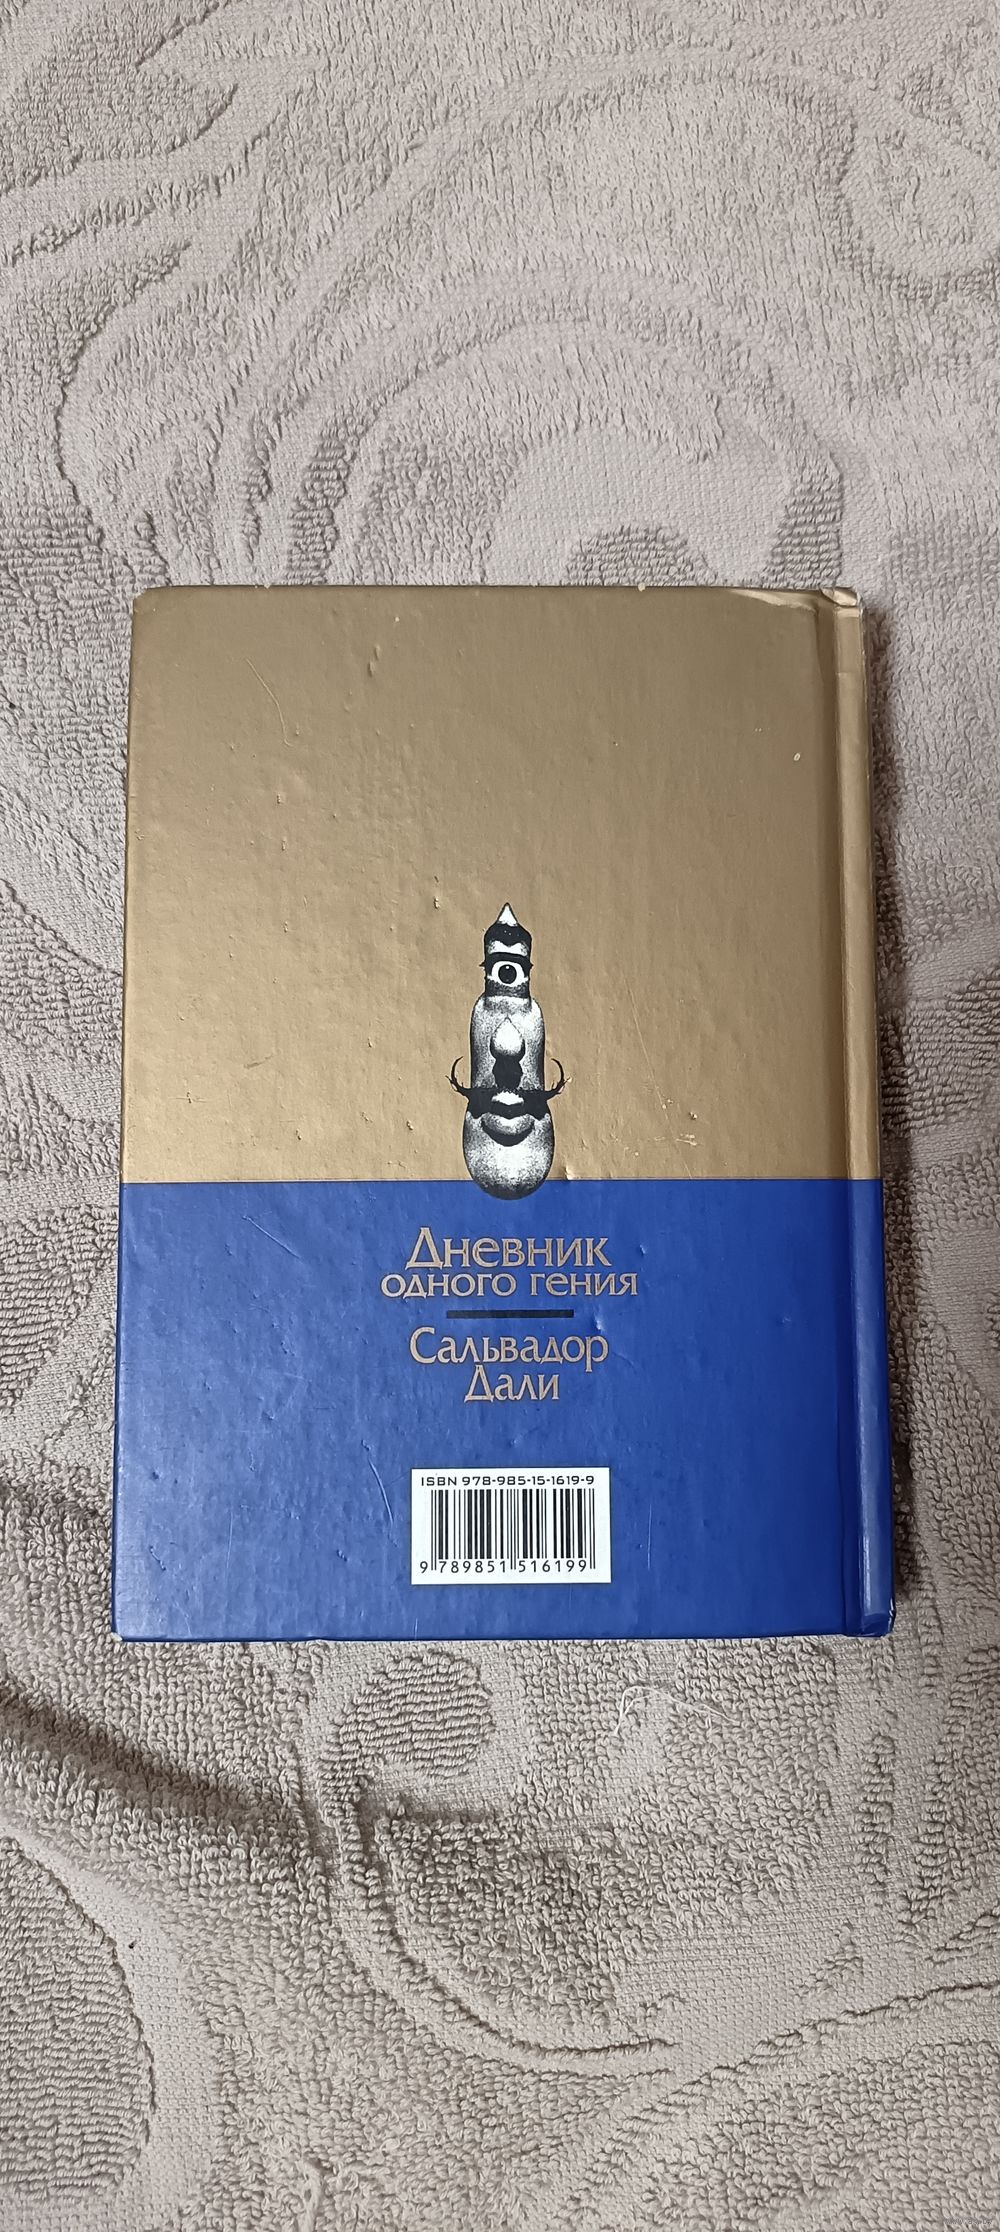 Дневник
одного гения
Сальвадор
Дали
ISBN 978-985-15-1619-9
9 789851 516199